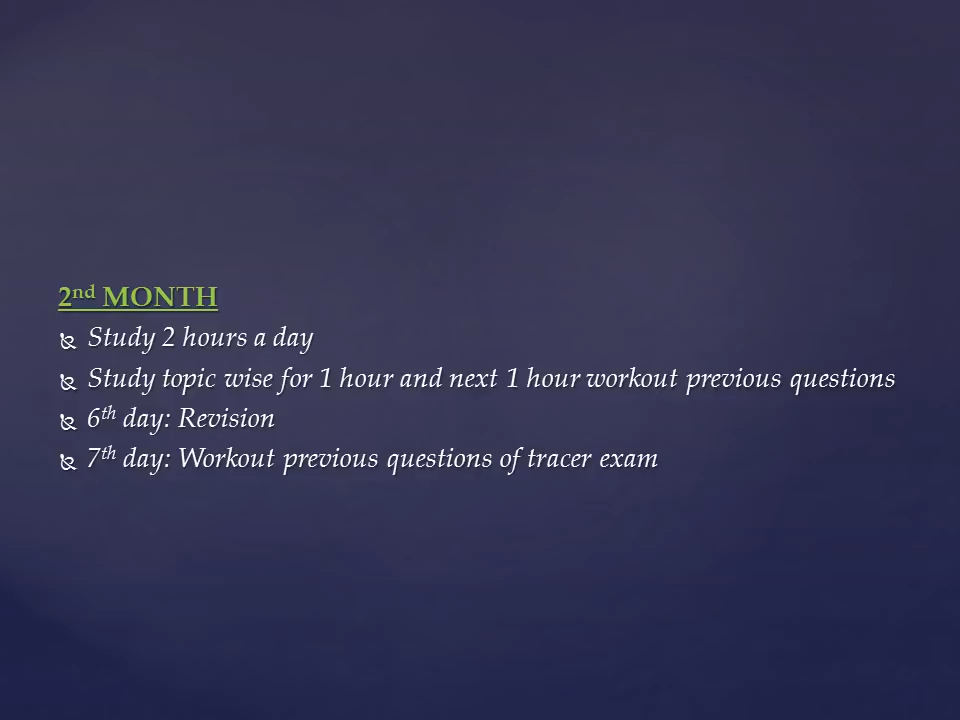 2nd MONTH
Study 2 hours a day
Study topic wise for 1 hour and next 1 hour workout previous questions
6th day: Revision
7th day: Workout previous questions of tracer exam